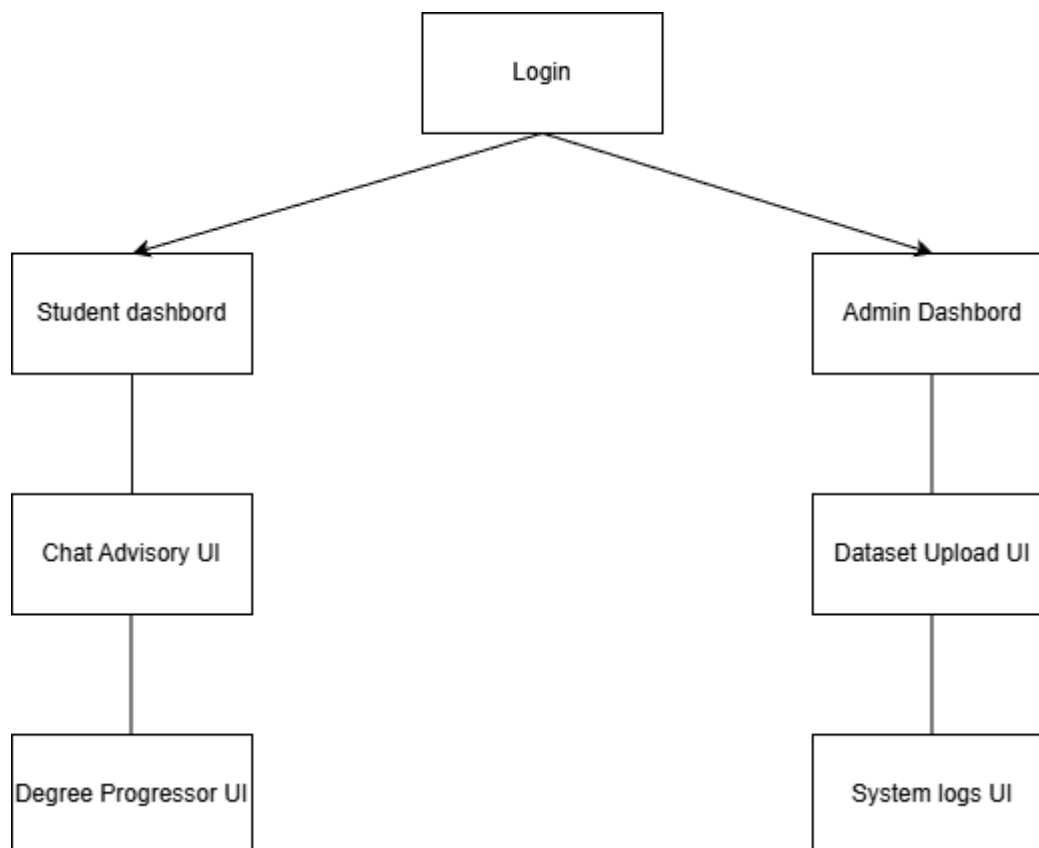 Login
Student dashbord
Admin Dashbord
Chat Advisory UI
Dataset Upload UI
Degree Progressor UI
System logs UI